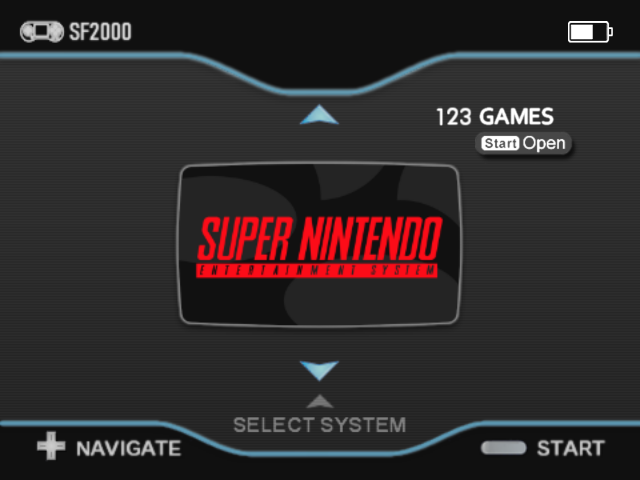 SF2000
123 GAMES
Start Open
SUPER NINTENDO
ENTERTAINMENT SYSTEM
SELECT SYSTEM
NAVIGATE
START